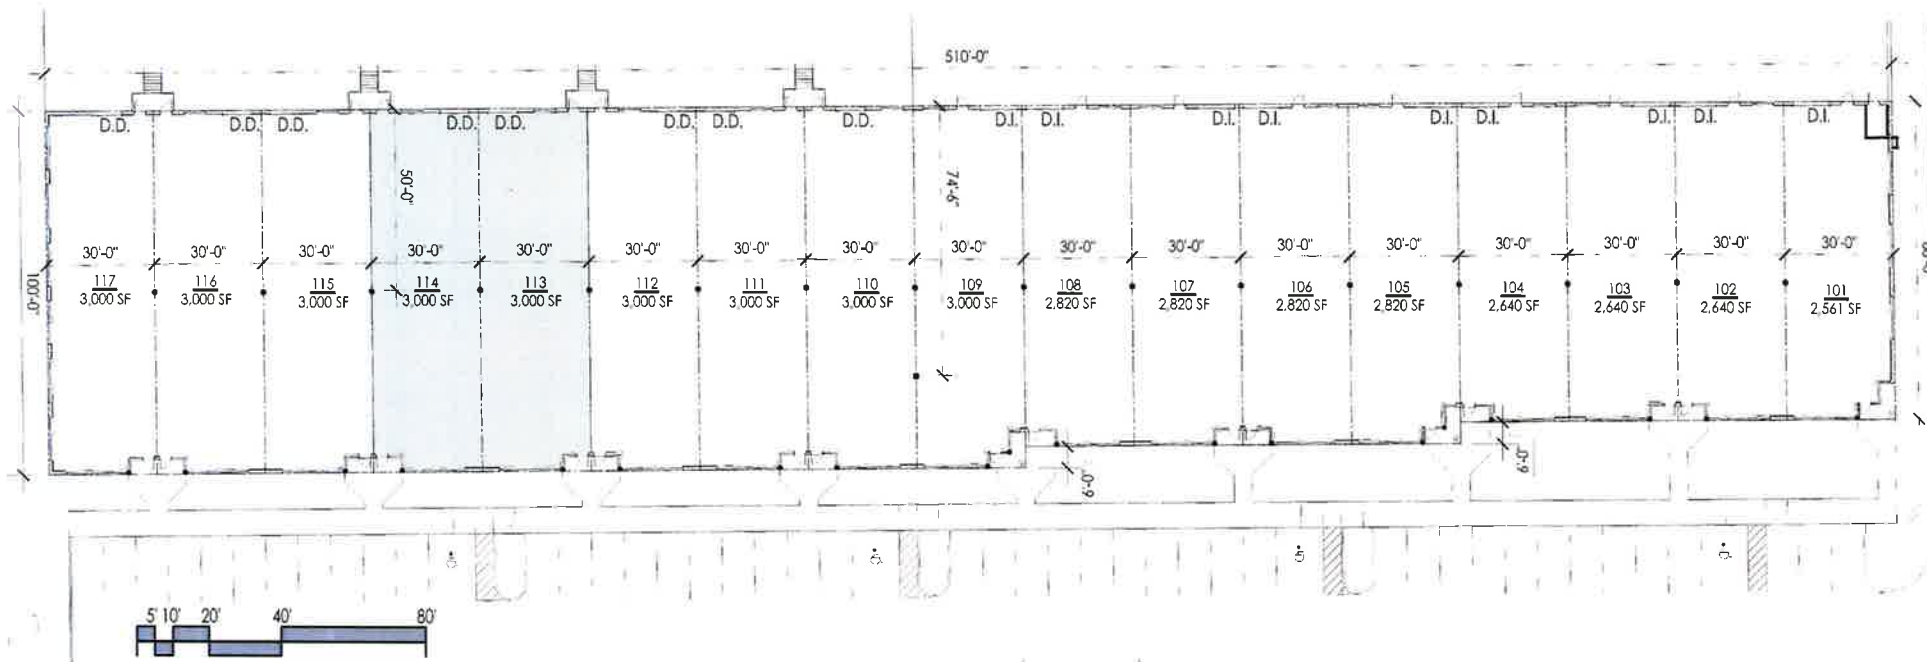 510'-0"
D.D. D.D. D.D. D.D. D.D. D.D. D.D. D.D. D.I. D.I. D.I. D.I. D.I. D.I. D.I. D.I. D.I.
50'-0"
74'-6"
30'-0" 30'-0" 30'-0" 30'-0" 30'-0" 30'-0" 30'-0" 30'-0" 30'-0" 30'-0" 30'-0" 30'-0" 30'-0" 30'-0" 30'-0" 30'-0" 30'-0"
100'-0"
117 116 115 114 113 112 111 110 109 108 107 106 105 104 103 102 101
3,000 SF 3,000 SF 3,000 SF 3,000 SF 3,000 SF 3,000 SF 3,000 SF 3,000 SF 3,000 SF 2,820 SF 2,820 SF 2,820 SF 2,820 SF 2,640 SF 2,640 SF 2,640 SF 2,561 SF
6'-0"
6'-0"
5' 10' 20' 40' 80'